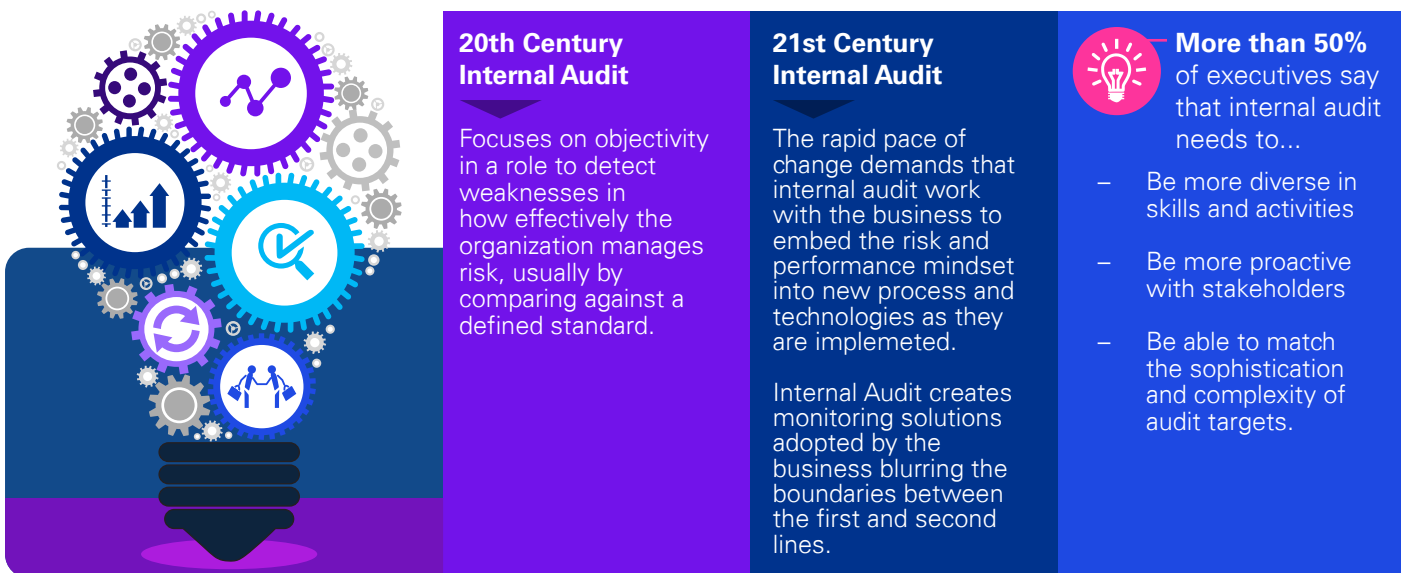 20th Century
Internal Audit
Focuses on objectivity
in a role to detect
weaknesses in
how effectively the
organization manages
risk, usually by
comparing against a
defined standard.
21st Century
Internal Audit
The rapid pace of
change demands that
internal audit work
with the business to
embed the risk and
performance mindset
into new process and
technologies as they
are implemeted.
Internal Audit creates
monitoring solutions
adopted by the
business blurring the
boundaries between
the first and second
lines.
More than 50%
of executives say
that internal audit
needs to...
– Be more diverse in
skills and activities
– Be more proactive
with stakeholders
– Be able to match
the sophistication
and complexity of
audit targets.